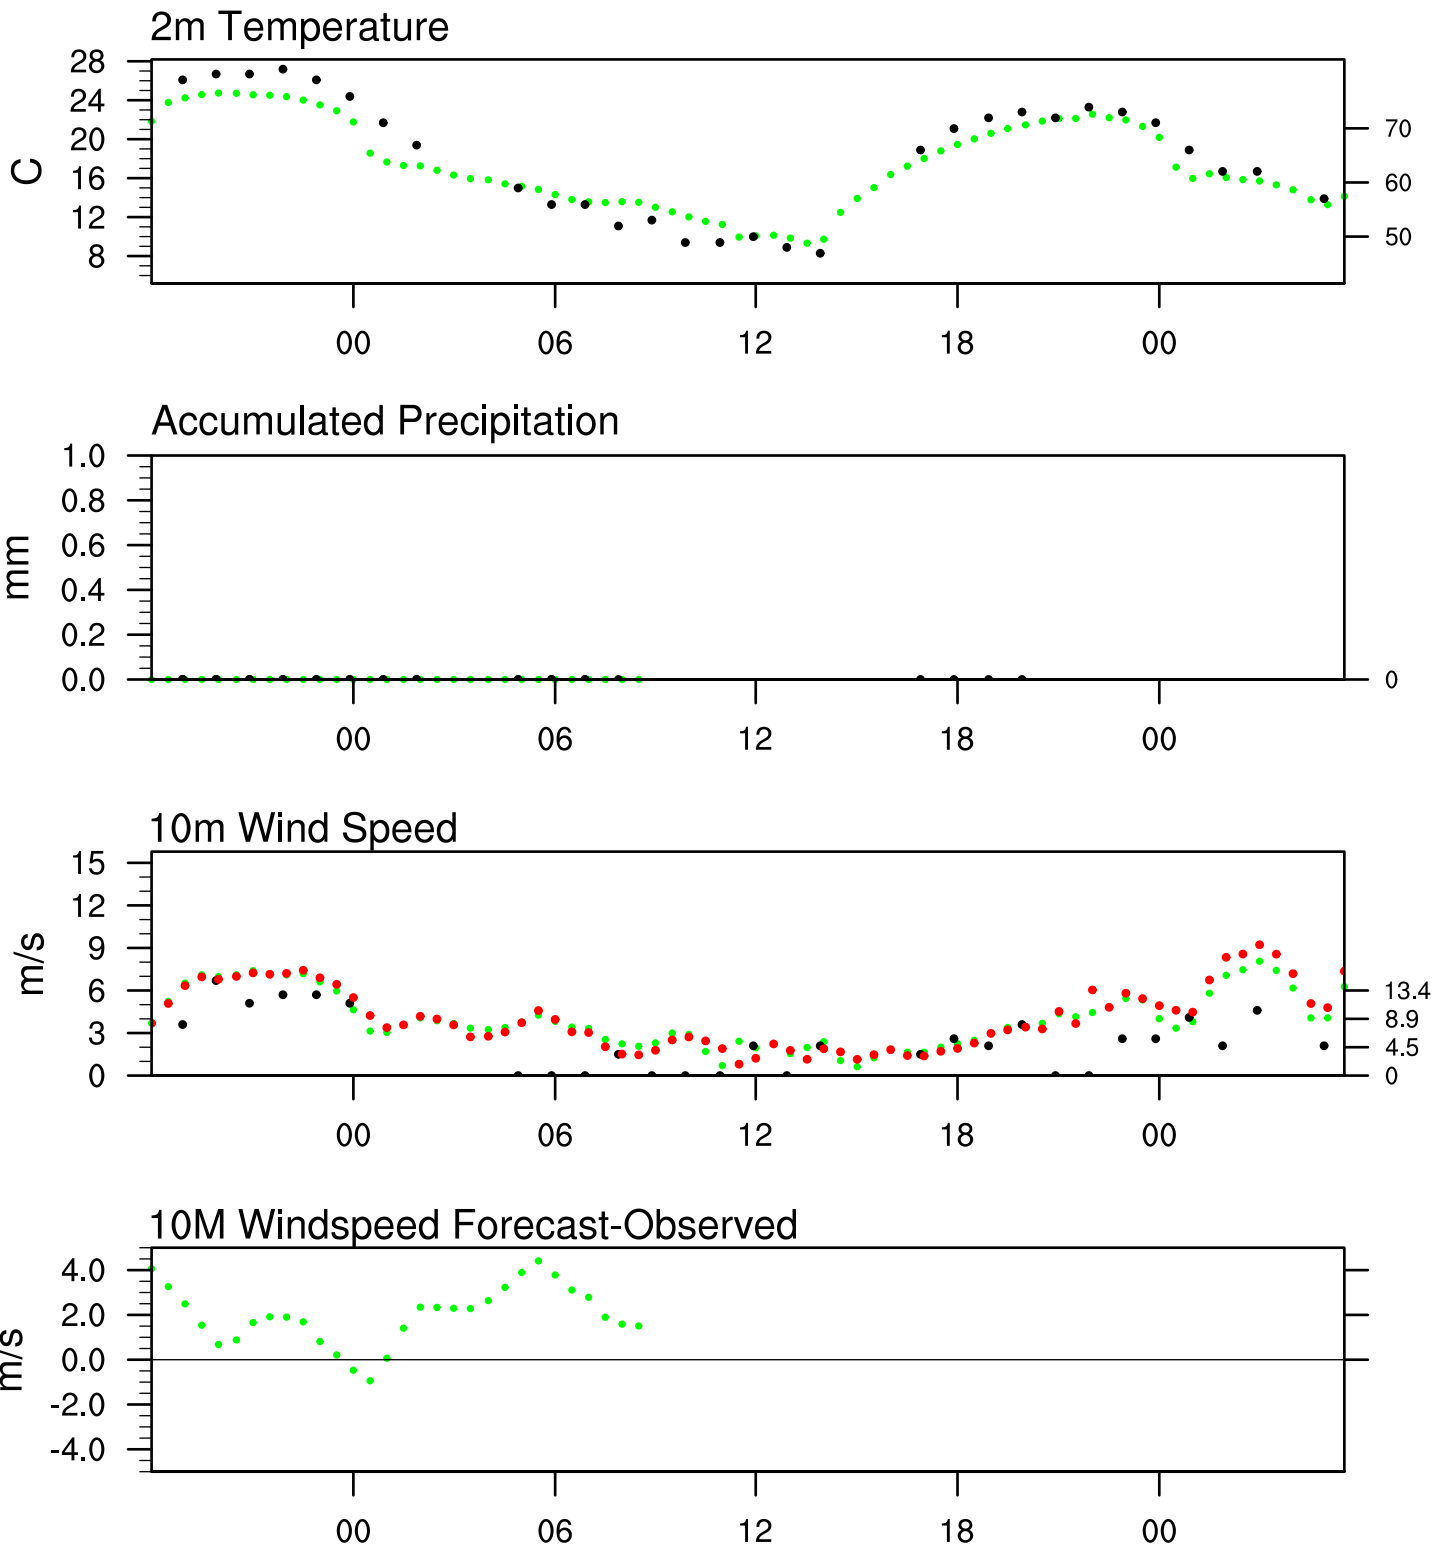 2m Temperature
28
24
20
16
12
8
C
70
60
50
00 06 12 18 00
Accumulated Precipitation
1.0
0.8
0.6
0.4
0.2
0.0
mm
0
00 06 12 18 00
10m Wind Speed
15
12
9
6
3
0
m/s
13.4
8.9
4.5
0
00 06 12 18 00
10M Windspeed Forecast-Observed
4.0
2.0
0.0
-2.0
-4.0
m/s
00 06 12 18 00